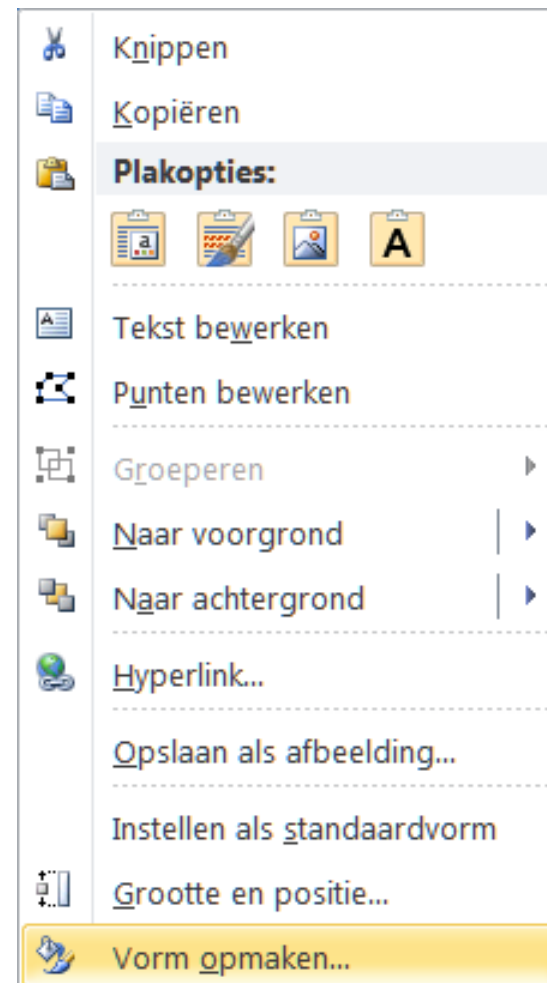 Knippen
Kopiëren
Plakopties:
a A
A Tekst bewerken
Punten bewerken
Groeperen
Naar voorgrond
Naar achtergrond
Hyperlink...
Opslaan als afbeelding...
Instellen als standaardvorm
Grootte en positie...
Vorm opmaken...